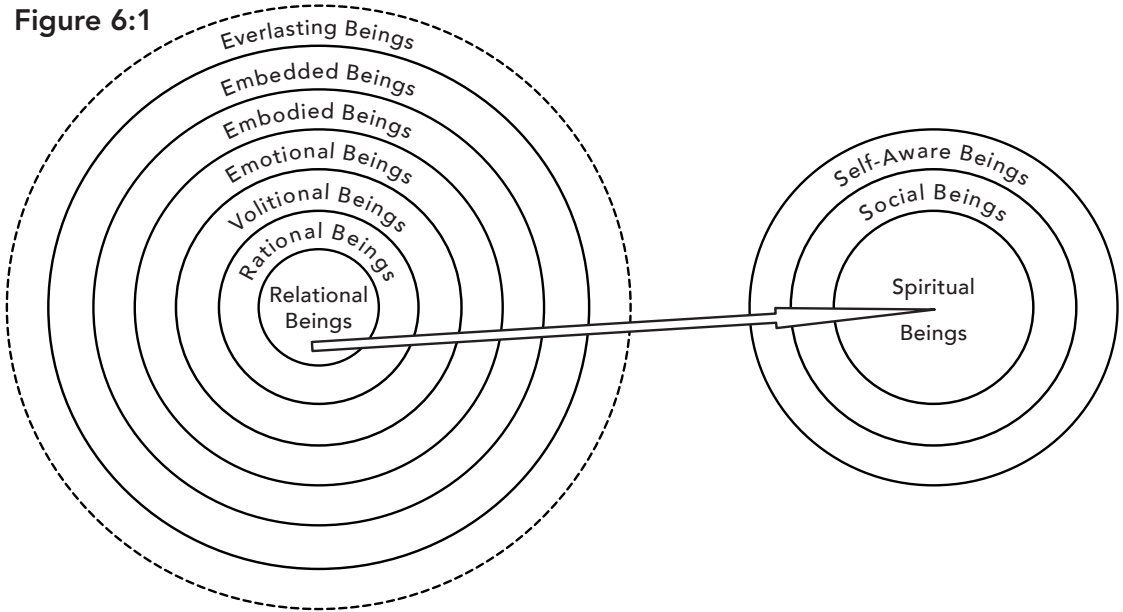 Figure 6:1
Everlasting Beings
Embedded Beings
Embodied Beings
Emotional Beings
Volitional Beings
Rational Beings
Relational
Beings
Self-Aware Beings
Social Beings
Spiritual
Beings